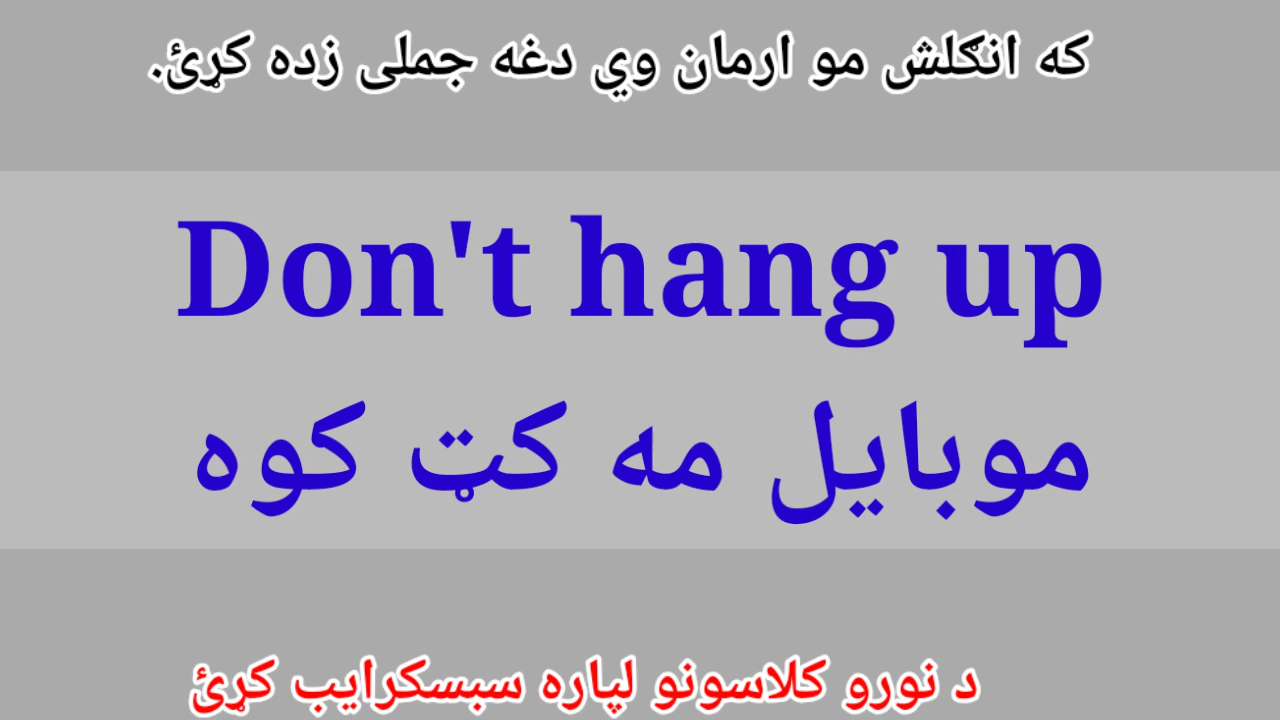 که انګلش مو ارمان وي دغه جملی زده کړئ.
Don't hang up
موبایل مه کټ کوه
د نورو کلاسونو لپاره سبسکرایب کړئ